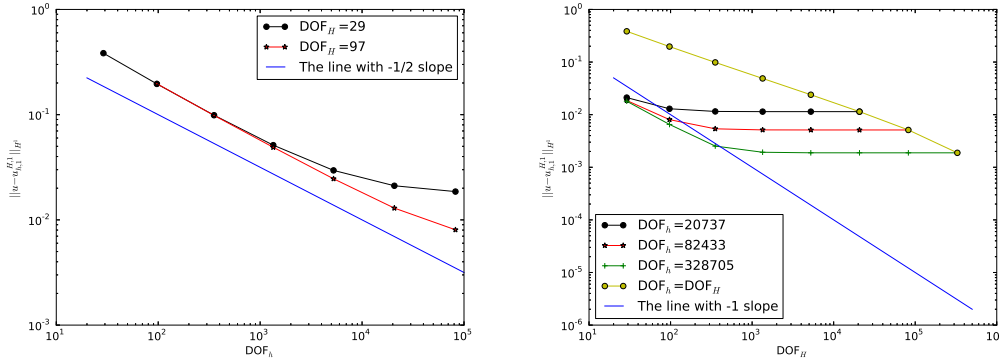 10^0
10^{-1}
10^{-2}
10^{-3}
||u-u_{h,1}^{H,1}||_{H^1}
DOF_H=29
DOF_H=97
The line with -1/2 slope
10^1
10^2
10^3
10^4
10^5
DOF_h
10^0
10^{-1}
10^{-2}
10^{-3}
10^{-4}
10^{-5}
10^{-6}
||u-u_{h,1}^{H,1}||_{H^1}
DOF_h=20737
DOF_h=82433
DOF_h=328705
DOF_h=DOF_H
The line with -1 slope
10^1
10^2
10^3
10^4
10^5
10^6
DOF_H